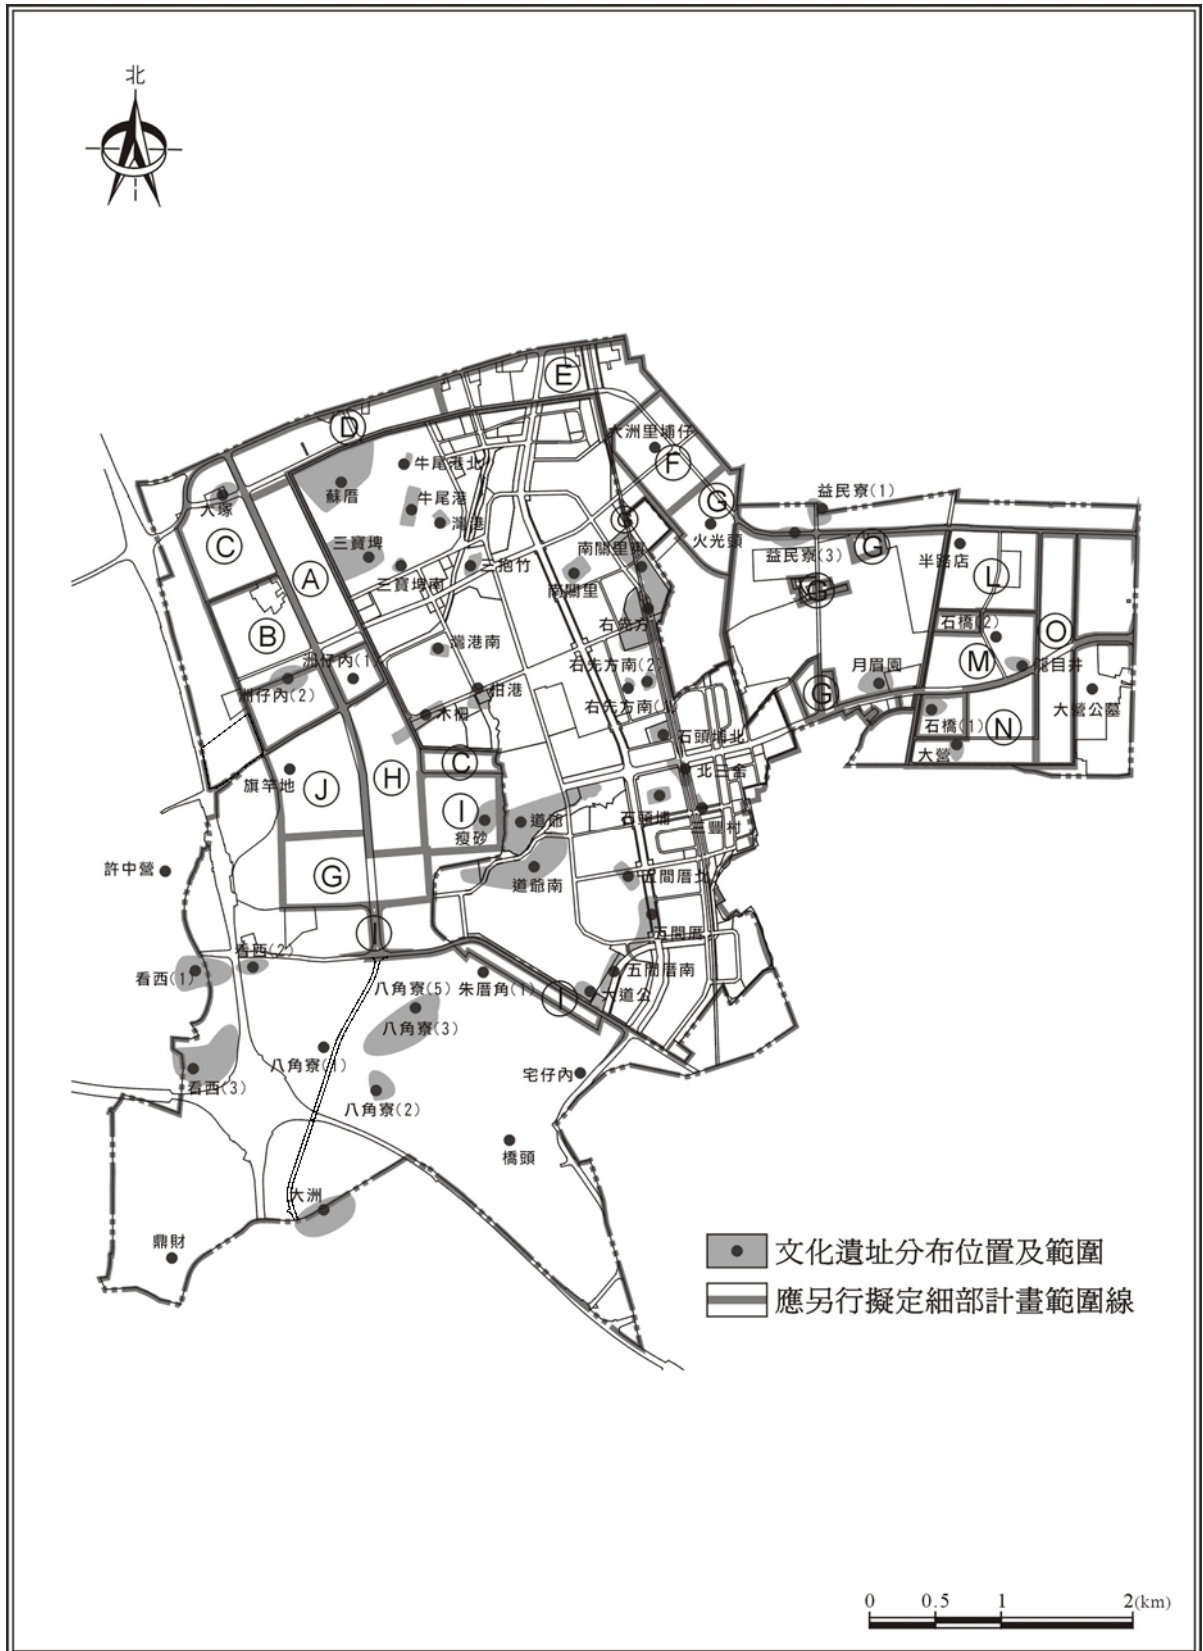 北
E
D
大洲里埔仔
牛尾港北
F
蘇厝
益民寮(1)
大塚
牛尾港
G
灣港
C
三寶埤
南關里東
火光頭
益民寮(3)
G
半路店
A
三寶埤南
三抱竹
南關里
L
G
右先方
石橋(2)
B
O
灣港南
洲仔內(1)
右先方南(2)
月眉園
M
龍目井
洲仔內(2)
柑港
G
右先方南(1)
大營公墓
木柵
石頭埔北
石橋(1)
N
C
大營
北三舍
旗竿地
J
H
I
石頭埔
三豐村
瘦砂
道爺
許中營
G
道爺南
五間厝北
五間厝
看西(2)
看西(1)
五間厝南
八角寮(5)
朱厝角(1)
大道公
八角寮(3)
八角寮(1)
宅仔內
看西(3)
八角寮(2)
橋頭
大洲
鼎財
文化遺址分布位置及範圍
應另行擬定細部計畫範圍線
0 0.5 1 2(km)